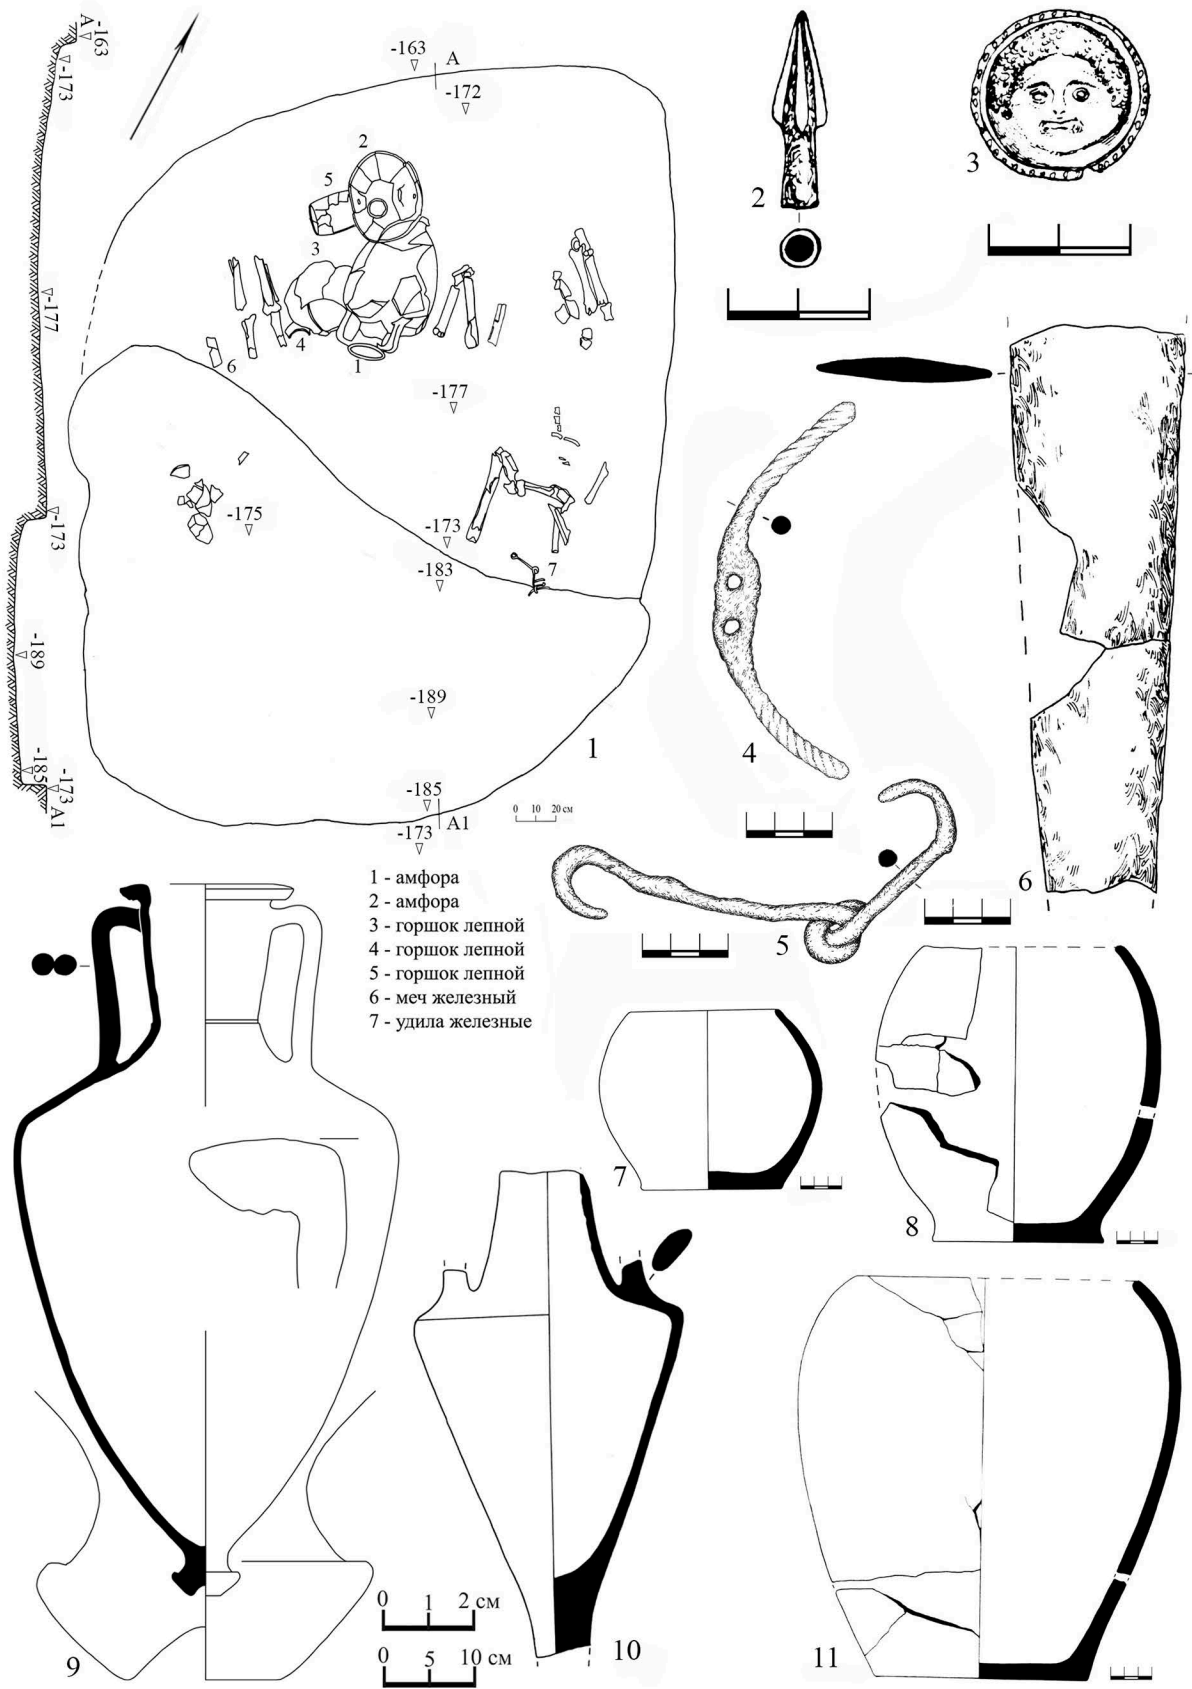 А -163
-173
-177
-173
-189
-185
-173
А1
-163
А
-172
2
5
3
4
1
6
-177
-175
-173
-183
7
-189
-185
А1
-173
1
0 10 20 см
2
3
4
5
6
1 - амфора
2 - амфора
3 - горшок лепной
4 - горшок лепной
5 - горшок лепной
6 - меч железный
7 - удила железные
7
8
9
0 1 2 см
0 5 10 см
10
11